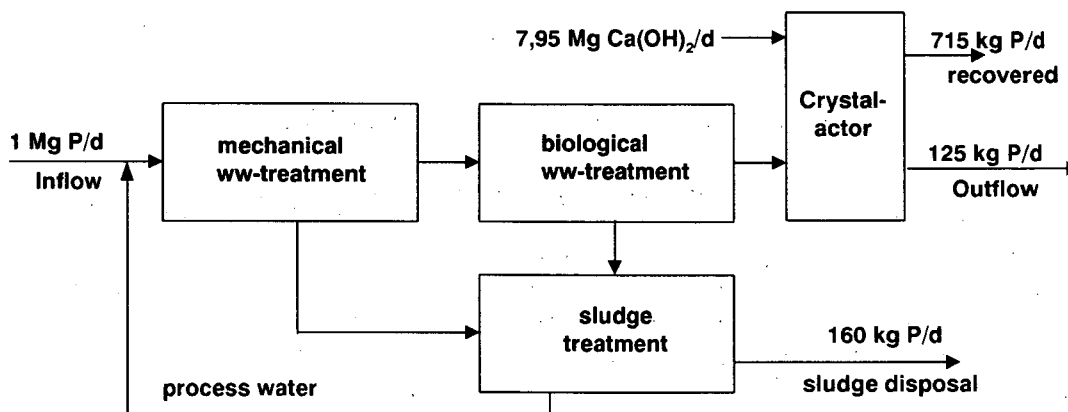 7,95 Mg Ca(OH)₂/d
715 kg P/d
recovered
Crystal-
actor
1 Mg P/d
Inflow
mechanical
ww-treatment
biological
ww-treatment
125 kg P/d
Outflow
sludge
treatment
160 kg P/d
sludge disposal
process water